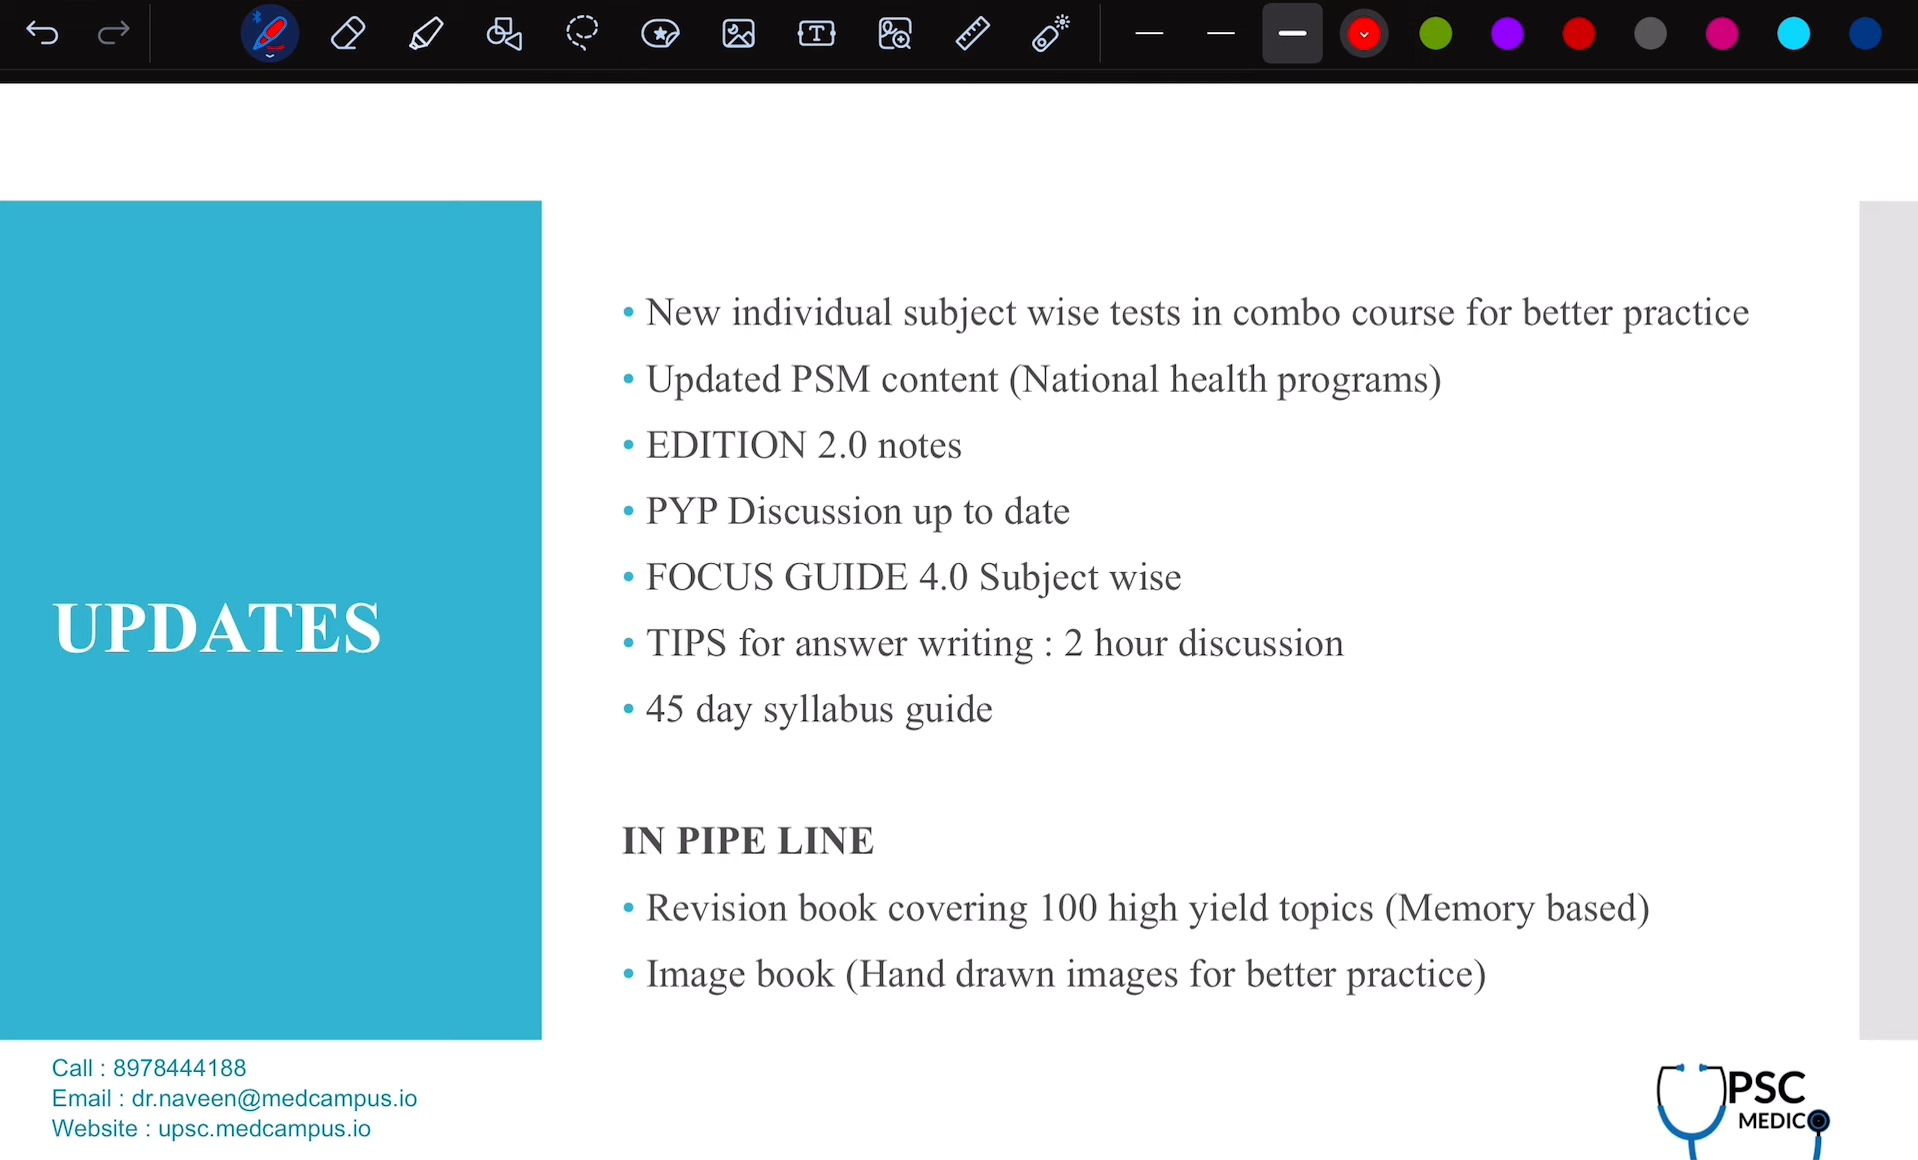 UPDATES
• New individual subject wise tests in combo course for better practice
• Updated PSM content (National health programs)
• EDITION 2.0 notes
• PYP Discussion up to date
• FOCUS GUIDE 4.0 Subject wise
• TIPS for answer writing : 2 hour discussion
• 45 day syllabus guide
IN PIPE LINE
• Revision book covering 100 high yield topics (Memory based)
• Image book (Hand drawn images for better practice)
Call : 8978444188
Email : dr.naveen@medcampus.io
Website : upsc.medcampus.io
UPSC
MEDICO